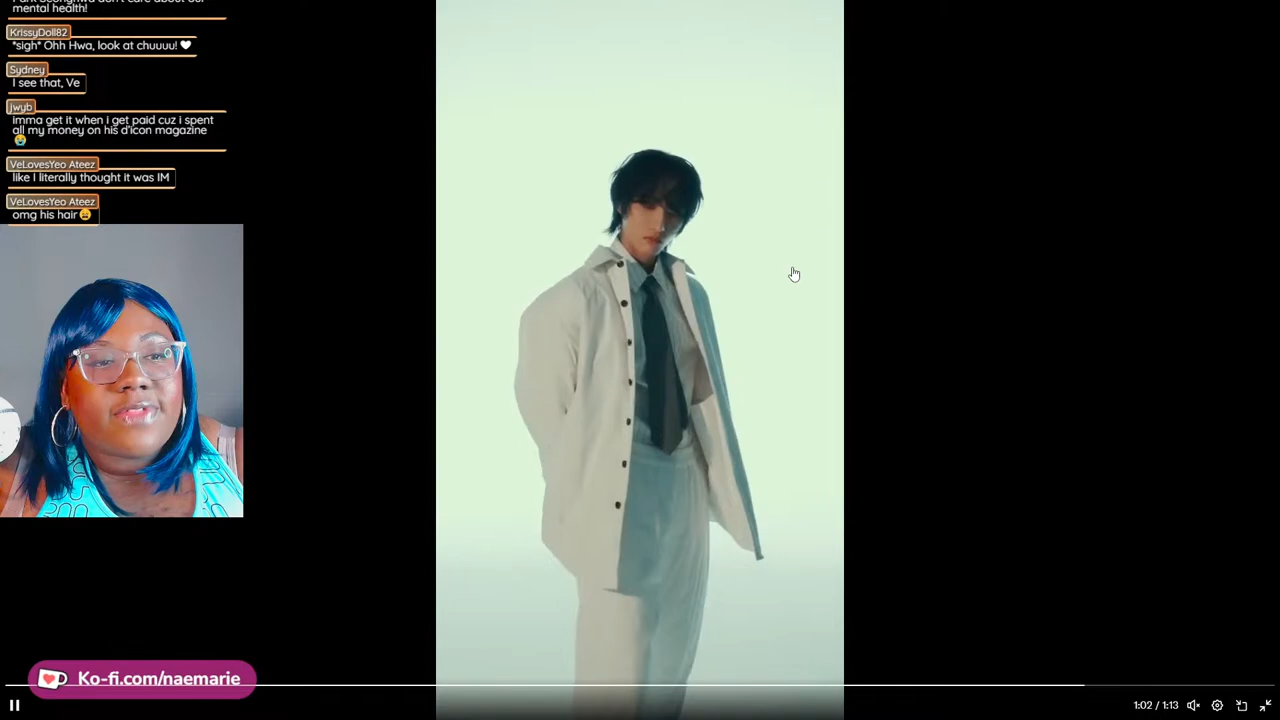 mental health!
KrissyDoll82
*sigh* Ohh Hwa, look at chuuuu! 🤍
Sydney
I see that, Ve
jwyb
imma get it when i get paid cuz i spent
all my money on his d'icon magazine
😭
VeLovesYeo Ateez
like I literally thought it was IM
VeLovesYeo Ateez
omg his hair😩
Ko-fi.com/naemarie
1:02 / 1:13